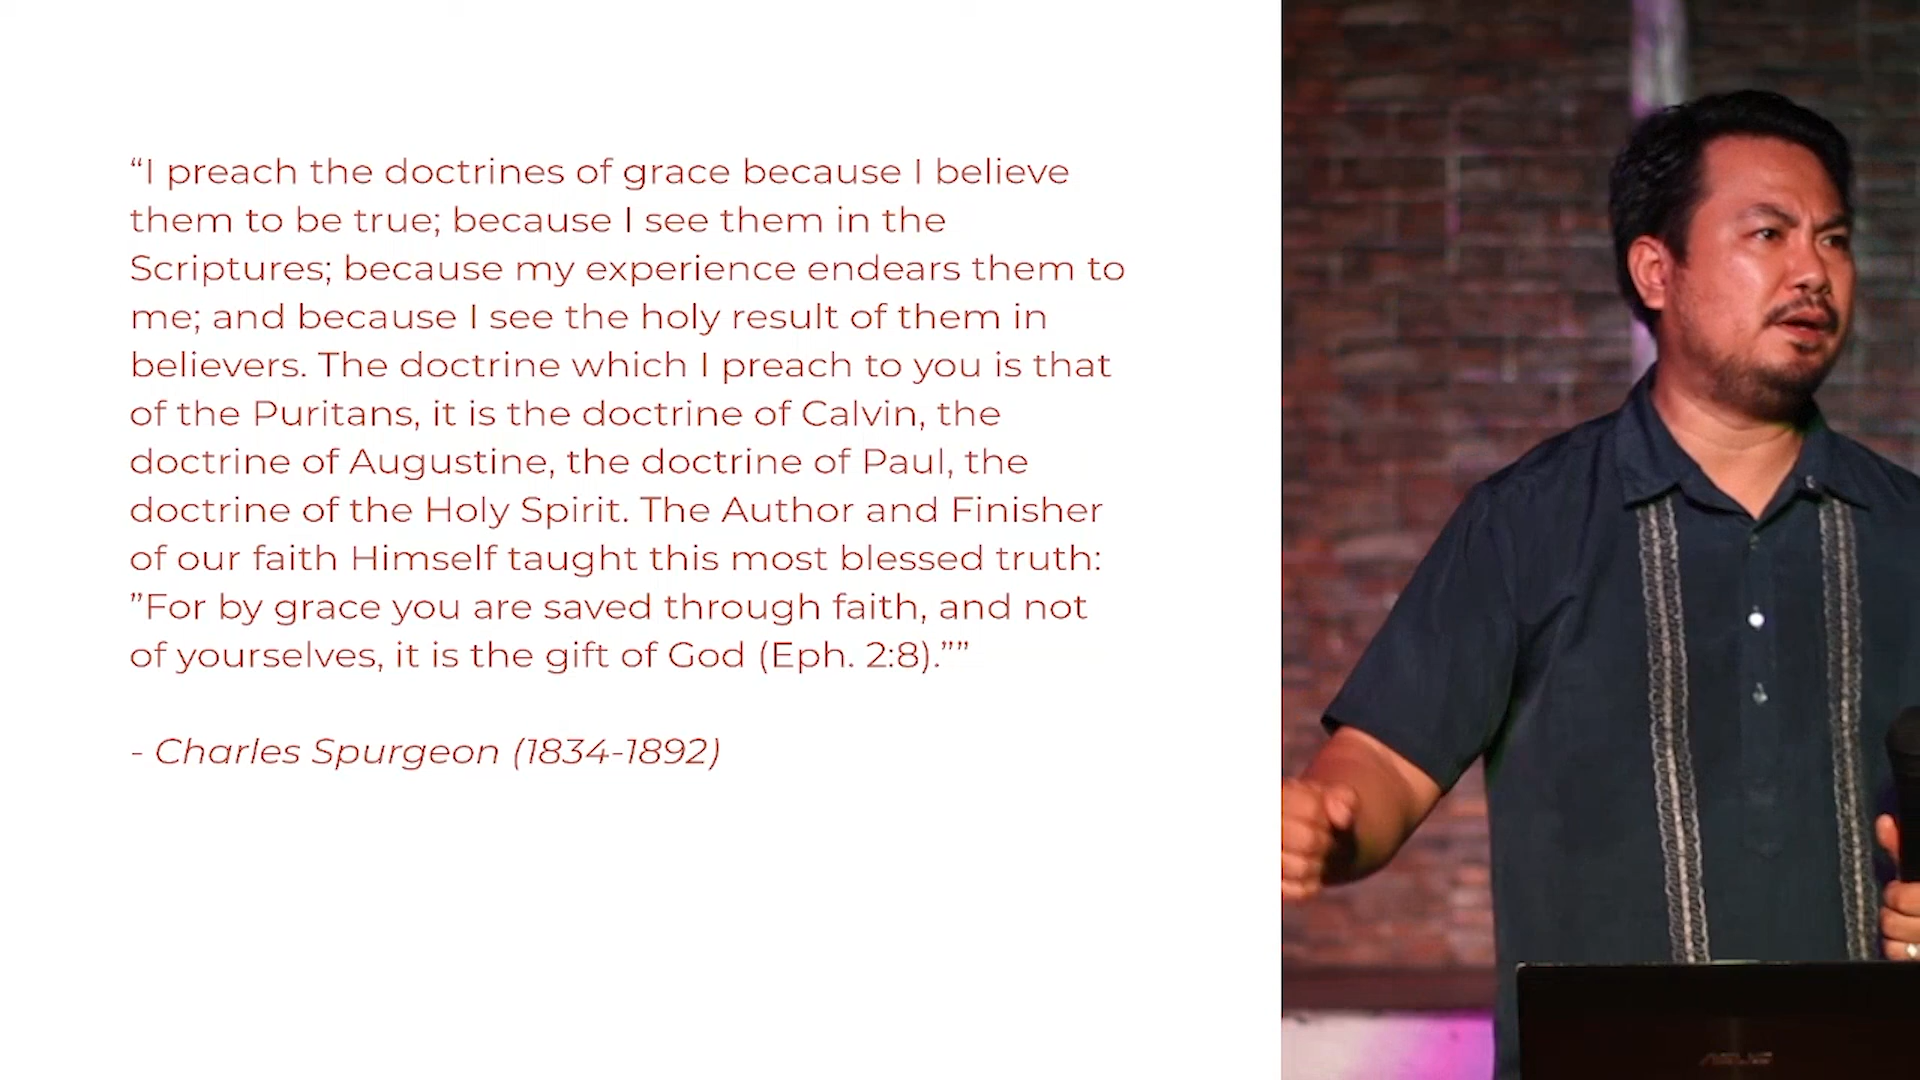 “I preach the doctrines of grace because I believe
them to be true; because I see them in the
Scriptures; because my experience endears them to
me; and because I see the holy result of them in
believers. The doctrine which I preach to you is that
of the Puritans, it is the doctrine of Calvin, the
doctrine of Augustine, the doctrine of Paul, the
doctrine of the Holy Spirit. The Author and Finisher
of our faith Himself taught this most blessed truth:
”For by grace you are saved through faith, and not
of yourselves, it is the gift of God (Eph. 2:8).””
- Charles Spurgeon (1834-1892)
ASUS